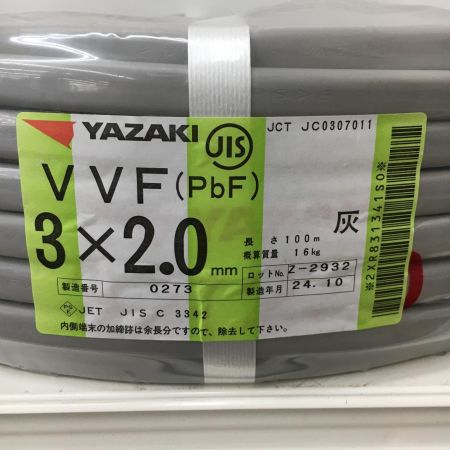 YAZAKI JIS JCT JC0307011
VVF(PbF)
3×2.0mm
長さ 100m 灰
概算質量 16kg
ロットNo. Z-2932
製造番号 0273 製造年月 24.10
JET JIS C 3342
内側端末の加締跡は余長分ですので、除去して下さい。
※2XR831341SO※